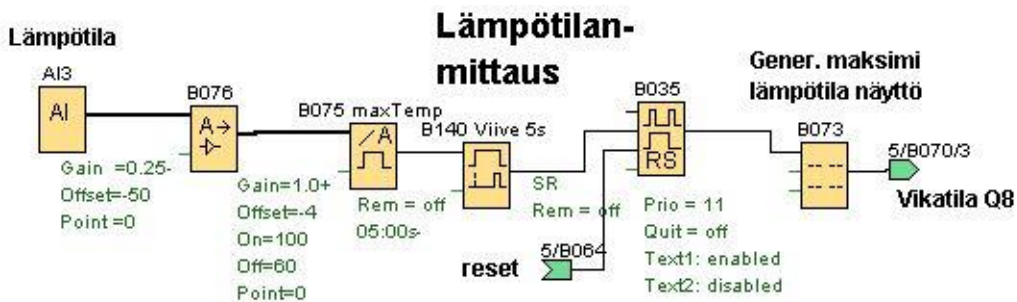 Lämpötila
Lämpötilan-
mittaus
Gener. maksimi
lämpötila näyttö
AI3
AI
B076
A→
B075 maxTemp
/A
B140 Viive 5s
B035
RS
B073
5/B070/3
Vikatila Q8
Gain =0.25-
Offset=-50
Point =0
Gain=1.0+
Offset=-4
On=100
Off=60
Point=0
Rem = off
05:00s-
SR
Rem = off
Prio = 11
Quit = off
Text1: enabled
Text2: disabled
reset
5/B064